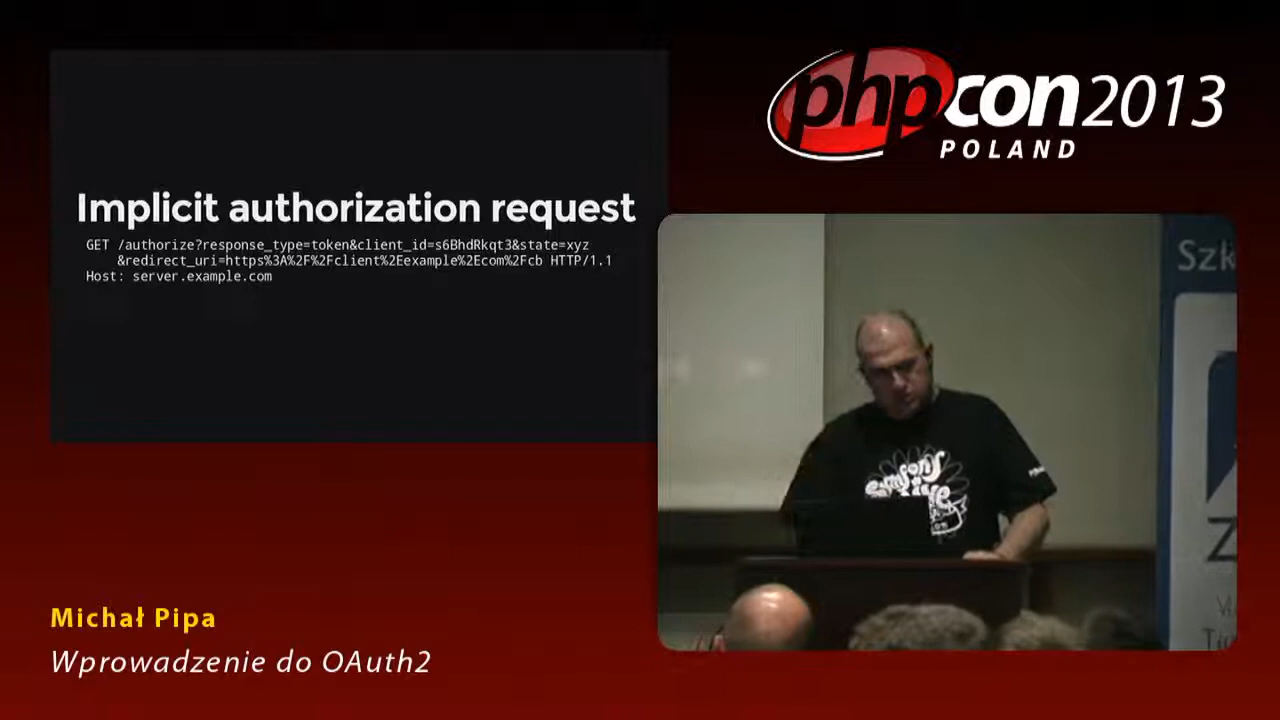 phpcon2013
POLAND
Implicit authorization request
GET /authorize?response_type=token&client_id=s6BhdRkqt3&state=xyz
&redirect_uri=https%3A%2F%2Fclient%2Eexample%2Ecom%2Fcb HTTP/1.1
Host: server.example.com
Szk
Z
Michał Pipa
Wprowadzenie do OAuth2